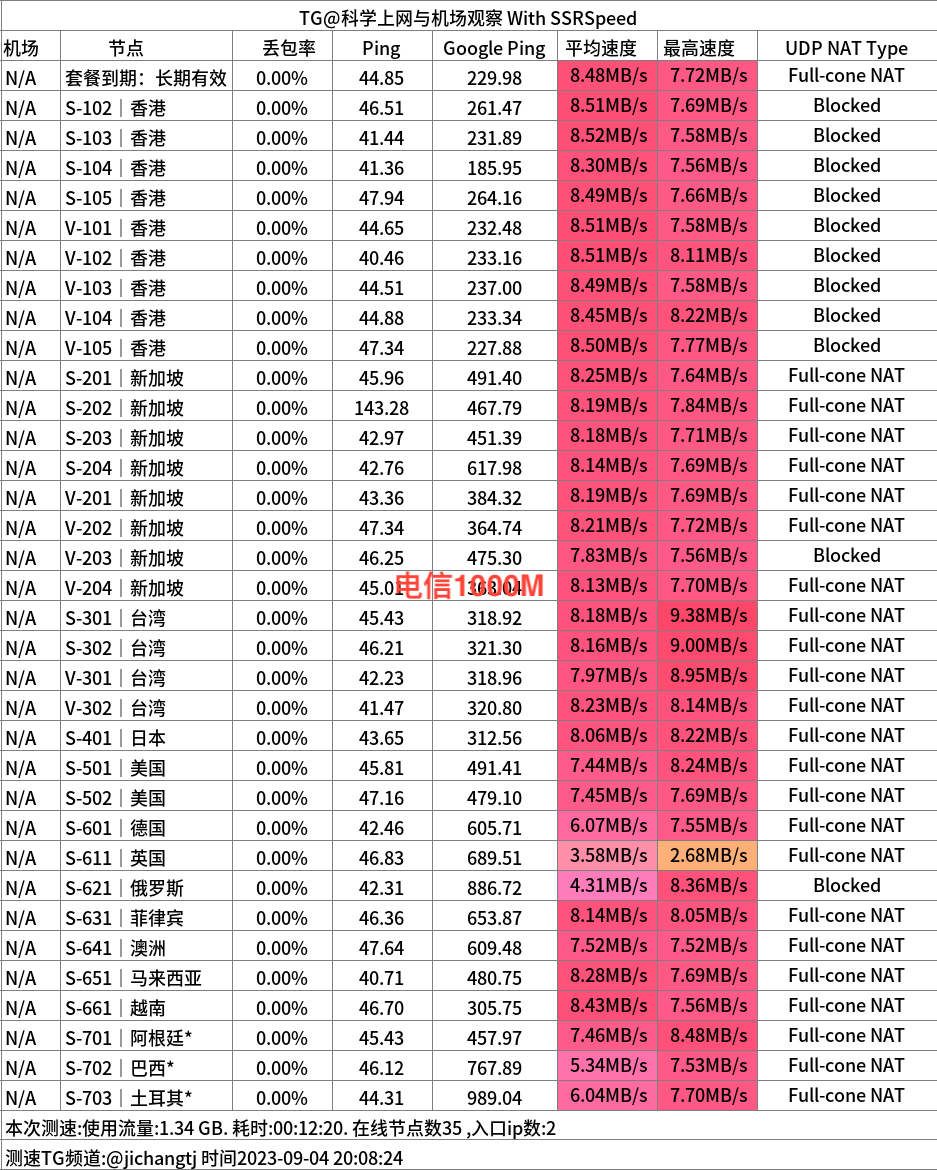 TG@科学上网与机场观察 With SSRSpeed
机场 节点 丢包率 Ping Google Ping 平均速度 最高速度 UDP NAT Type
N/A 套餐到期：长期有效 0.00% 44.85 229.98 8.48MB/s 7.72MB/s Full-cone NAT
N/A S-102｜香港 0.00% 46.51 261.47 8.51MB/s 7.69MB/s Blocked
N/A S-103｜香港 0.00% 41.44 231.89 8.52MB/s 7.58MB/s Blocked
N/A S-104｜香港 0.00% 41.36 185.95 8.30MB/s 7.56MB/s Blocked
N/A S-105｜香港 0.00% 47.94 264.16 8.49MB/s 7.66MB/s Blocked
N/A V-101｜香港 0.00% 44.65 232.48 8.51MB/s 7.58MB/s Blocked
N/A V-102｜香港 0.00% 40.46 233.16 8.51MB/s 8.11MB/s Blocked
N/A V-103｜香港 0.00% 44.51 237.00 8.49MB/s 7.58MB/s Blocked
N/A V-104｜香港 0.00% 44.88 233.34 8.45MB/s 8.22MB/s Blocked
N/A V-105｜香港 0.00% 47.34 227.88 8.50MB/s 7.77MB/s Blocked
N/A S-201｜新加坡 0.00% 45.96 491.40 8.25MB/s 7.64MB/s Full-cone NAT
N/A S-202｜新加坡 0.00% 143.28 467.79 8.19MB/s 7.84MB/s Full-cone NAT
N/A S-203｜新加坡 0.00% 42.97 451.39 8.18MB/s 7.71MB/s Full-cone NAT
N/A S-204｜新加坡 0.00% 42.76 617.98 8.14MB/s 7.69MB/s Full-cone NAT
N/A V-201｜新加坡 0.00% 43.36 384.32 8.19MB/s 7.69MB/s Full-cone NAT
N/A V-202｜新加坡 0.00% 47.34 364.74 8.21MB/s 7.72MB/s Full-cone NAT
N/A V-203｜新加坡 0.00% 46.25 475.30 7.83MB/s 7.56MB/s Blocked
N/A V-204｜新加坡 0.00% 45.01 8.13MB/s 7.70MB/s Full-cone NAT
电信1000M
N/A S-301｜台湾 0.00% 45.43 318.92 8.18MB/s 9.38MB/s Full-cone NAT
N/A S-302｜台湾 0.00% 46.21 321.30 8.16MB/s 9.00MB/s Full-cone NAT
N/A V-301｜台湾 0.00% 42.23 318.96 7.97MB/s 8.95MB/s Full-cone NAT
N/A V-302｜台湾 0.00% 41.47 320.80 8.23MB/s 8.14MB/s Full-cone NAT
N/A S-401｜日本 0.00% 43.65 312.56 8.06MB/s 8.22MB/s Full-cone NAT
N/A S-501｜美国 0.00% 45.81 491.41 7.44MB/s 8.24MB/s Full-cone NAT
N/A S-502｜美国 0.00% 47.16 479.10 7.45MB/s 7.69MB/s Full-cone NAT
N/A S-601｜德国 0.00% 42.46 605.71 6.07MB/s 7.55MB/s Full-cone NAT
N/A S-611｜英国 0.00% 46.83 689.51 3.58MB/s 2.68MB/s Full-cone NAT
N/A S-621｜俄罗斯 0.00% 42.31 886.72 4.31MB/s 8.36MB/s Blocked
N/A S-631｜菲律宾 0.00% 46.36 653.87 8.14MB/s 8.05MB/s Full-cone NAT
N/A S-641｜澳洲 0.00% 47.64 609.48 7.52MB/s 7.52MB/s Full-cone NAT
N/A S-651｜马来西亚 0.00% 40.71 480.75 8.28MB/s 7.69MB/s Full-cone NAT
N/A S-661｜越南 0.00% 46.70 305.75 8.43MB/s 7.56MB/s Full-cone NAT
N/A S-701｜阿根廷* 0.00% 45.43 457.97 7.46MB/s 8.48MB/s Full-cone NAT
N/A S-702｜巴西* 0.00% 46.12 767.89 5.34MB/s 7.53MB/s Full-cone NAT
N/A S-703｜土耳其* 0.00% 44.31 989.04 6.04MB/s 7.70MB/s Full-cone NAT
本次测速:使用流量:1.34 GB. 耗时:00:12:20. 在线节点数35 ,入口ip数:2
测速TG频道:@jichangtj 时间2023-09-04 20:08:24